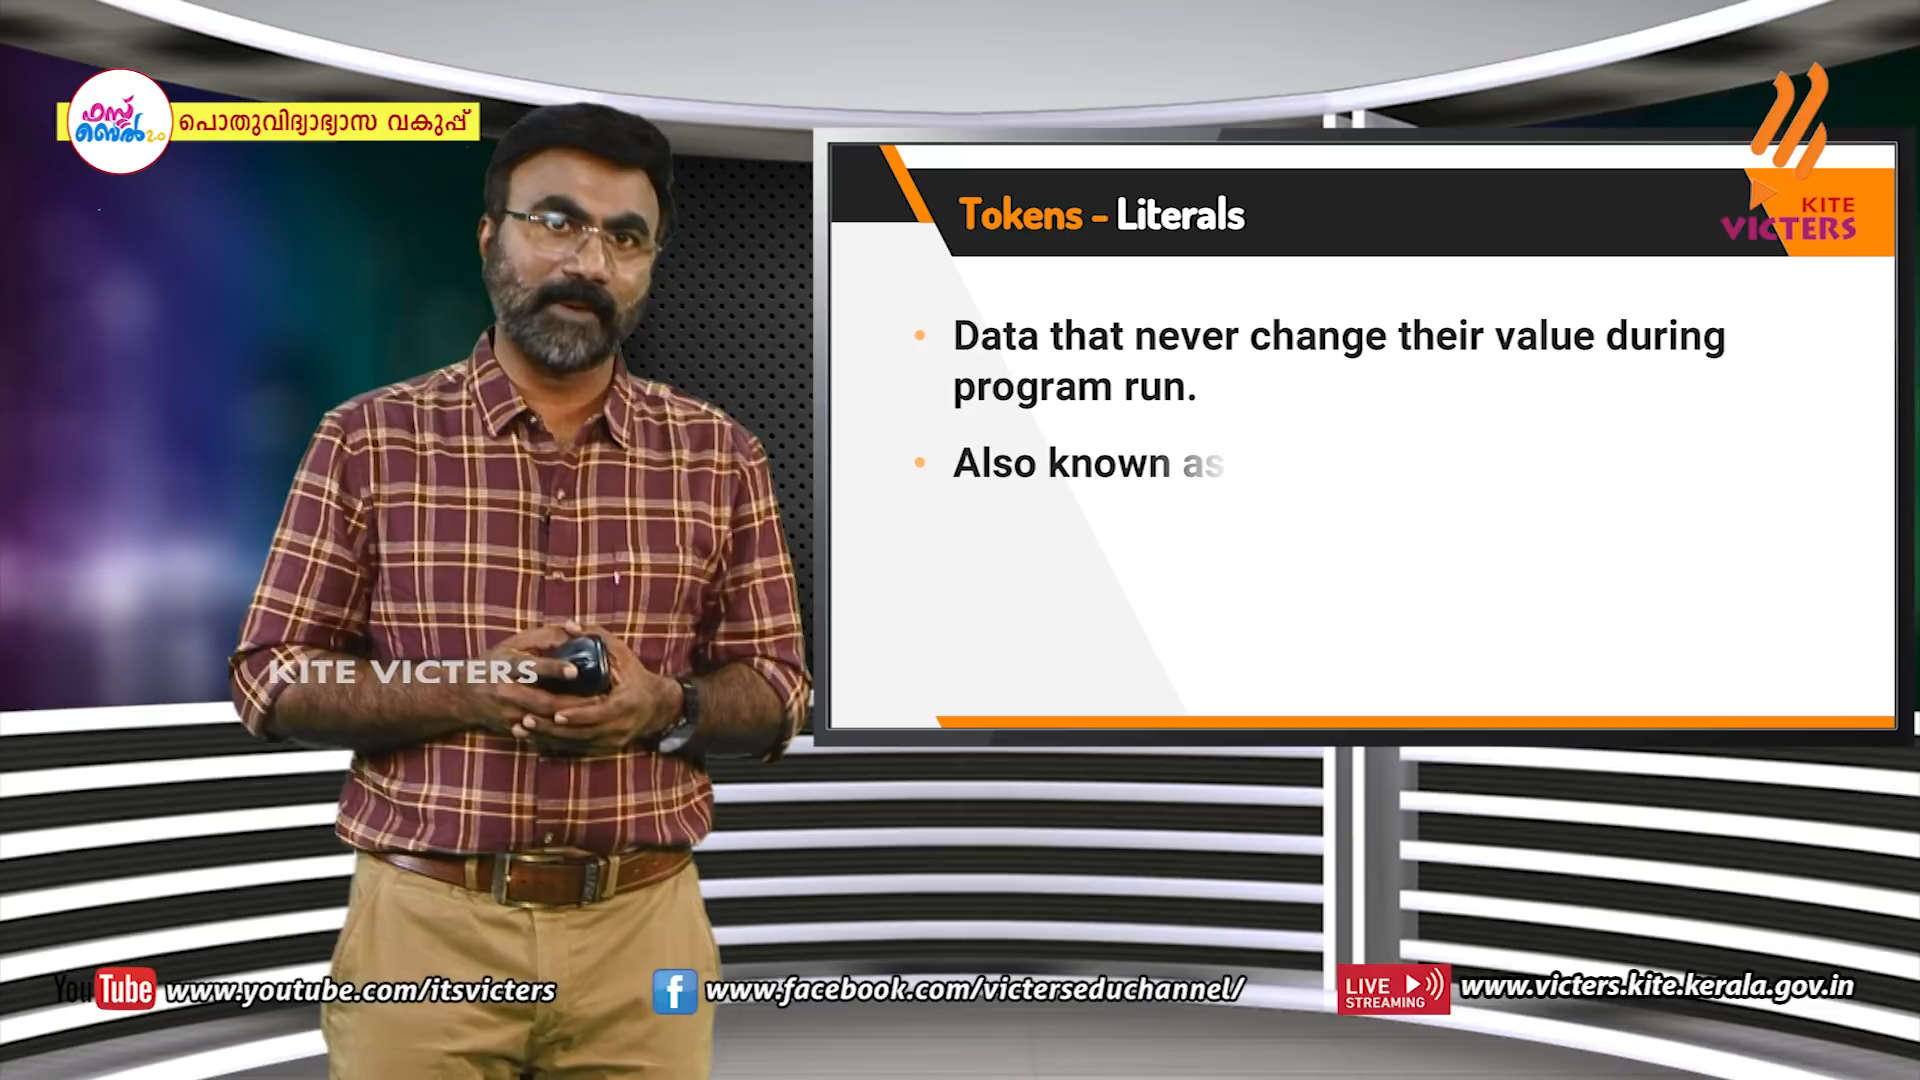 ഫസ്റ്റ്
ബെൽ 2.0
പൊതുവിദ്യാഭ്യാസ വകുപ്പ്
KITE
VICTERS
Tokens - Literals
• Data that never change their value during
program run.
• Also known as
KITE VICTERS
YouTube www.youtube.com/itsvicters
f www.facebook.com/victerseduchannel/
LIVE
STREAMING
www.victers.kite.kerala.gov.in